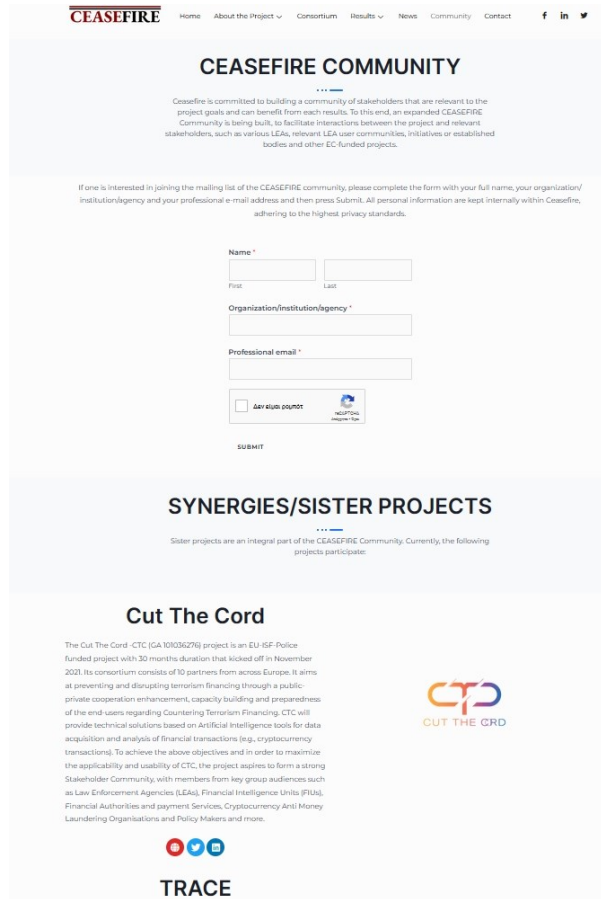 CEASEFIRE
Home About the Project Consortium Results News Community Contact
CEASEFIRE COMMUNITY
Ceasefire is committed to building a community of stakeholders that are relevant to the
project goals and can benefit from each results. To this end, an expanded CEASEFIRE
Community is being built, to facilitate interactions between the project and relevant
stakeholders, such as various LEAs, relevant LEA user communities, initiatives or established
bodies and other EC-funded projects.
If one is interested in joining the mailing list of the CEASEFIRE community, please complete the form with your full name, your organization/
institution/agency and your professional e-mail address and then press Submit. All personal information are kept internally within Ceasefire,
adhering to the highest privacy standards.
Name *
First Last
Organization/institution/agency *
Professional email *
Δεν είμαι ρομπότ
reCAPTCHA
SUBMIT
SYNERGIES/SISTER PROJECTS
Sister projects are an integral part of the CEASEFIRE Community. Currently, the following
projects participate:
Cut The Cord
The Cut The Cord -CTC (GA 101036276) project is an EU-ISF-Police
funded project with 30 months duration that kicked off in November
2021. Its consortium consists of 10 partners from across Europe. It aims
at preventing and disrupting terrorism financing through a public-
private cooperation enhancement, capacity building and preparedness
of the end-users regarding Countering Terrorism Financing. CTC will
provide technical solutions based on Artificial Intelligence tools for data
acquisition and analysis of financial transactions (e.g., cryptocurrency
transactions). To achieve the above objectives and in order to maximize
the applicability and usability of CTC, the project aspires to form a strong
Stakeholder Community, with members from key group audiences such
as Law Enforcement Agencies (LEAs), Financial Intelligence Units (FIUs),
Financial Authorities and payment Services, Cryptocurrency Anti Money
Laundering Organisations and Policy Makers and more.
CTC
CUT THE CRD
TRACE